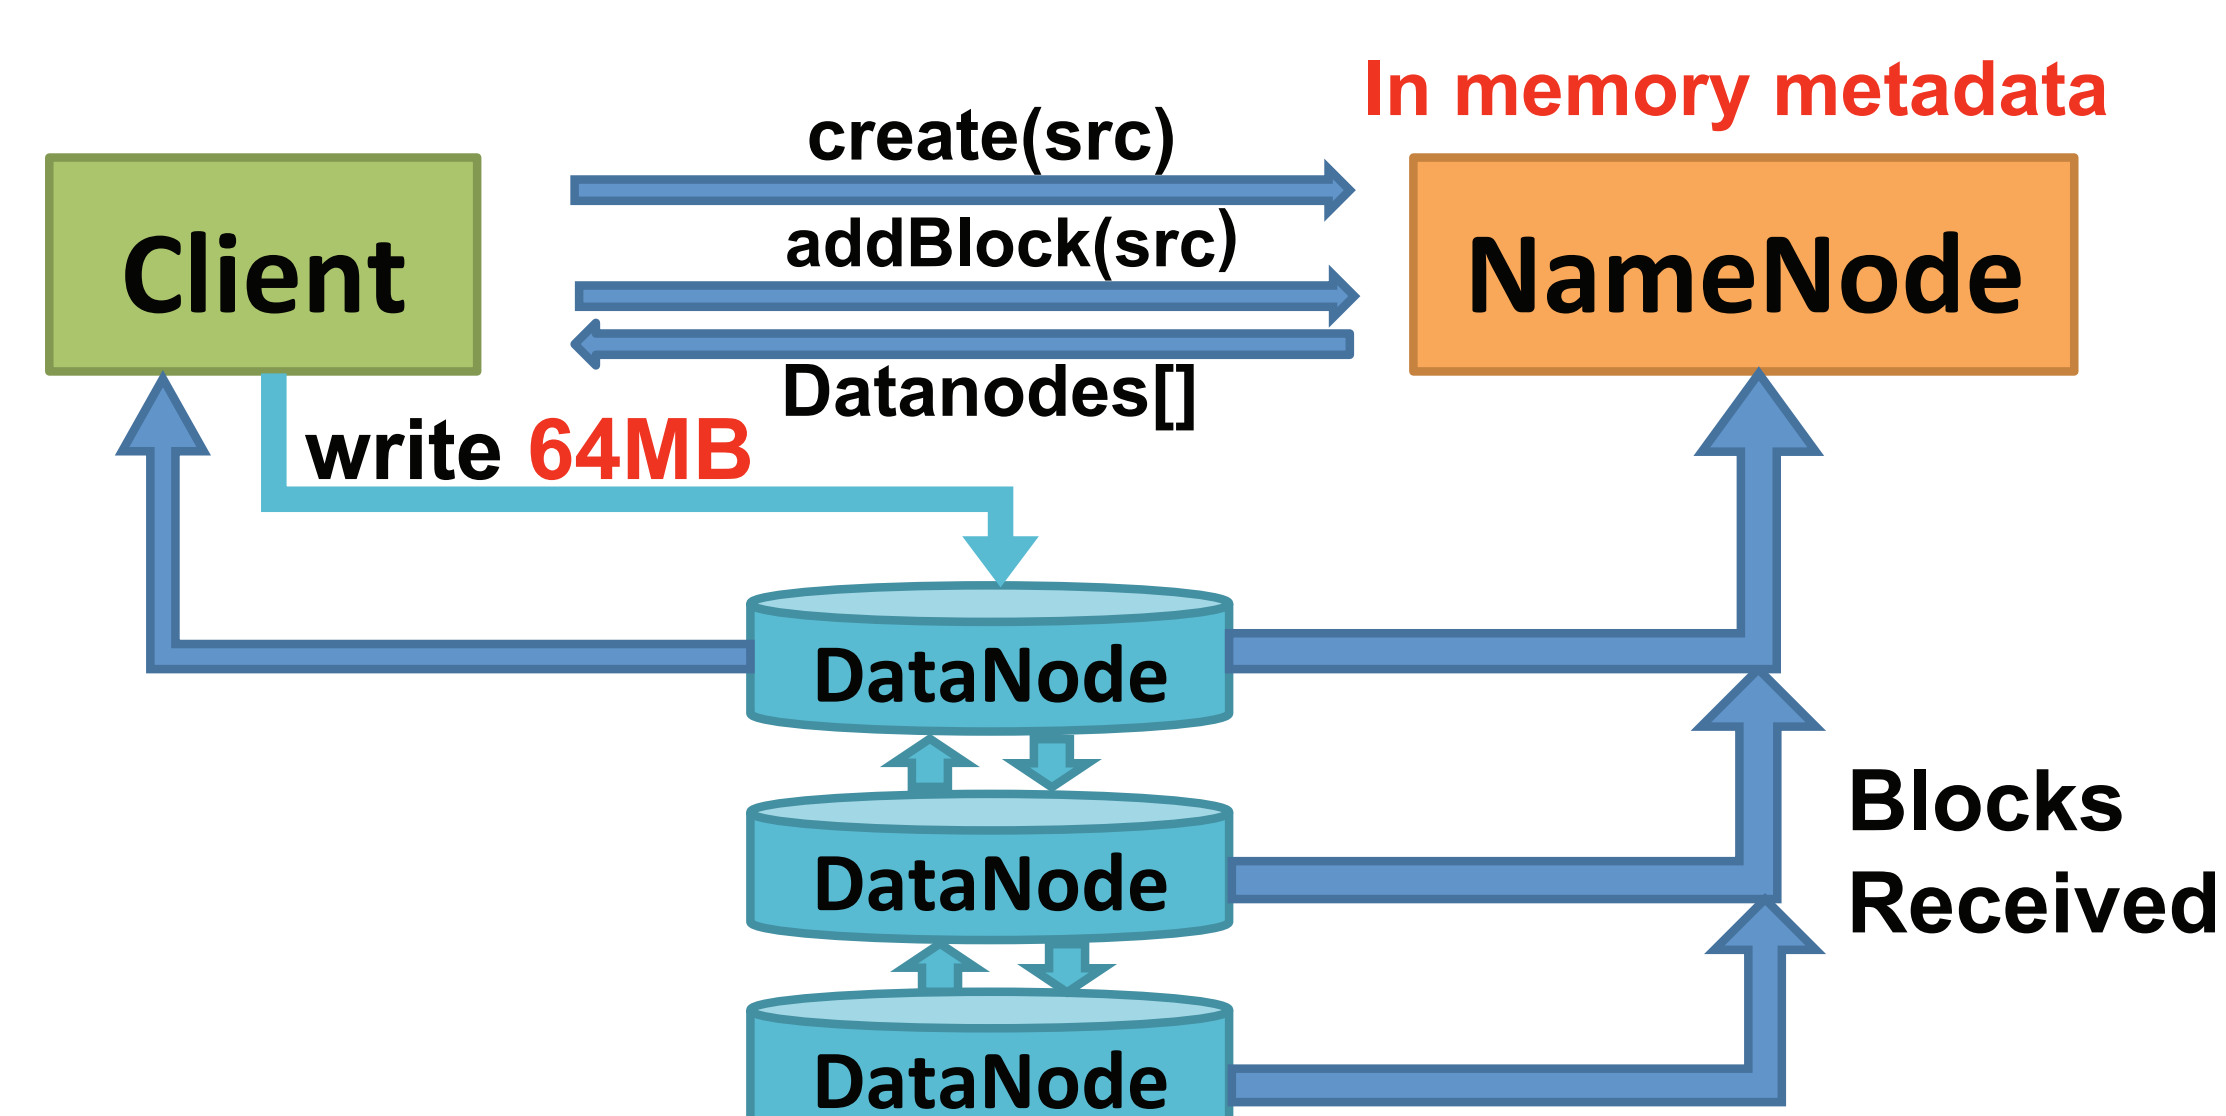 In memory metadata
create(src)
Client
addBlock(src)
NameNode
Datanodes[]
write 64MB
DataNode
DataNode
Blocks
Received
DataNode